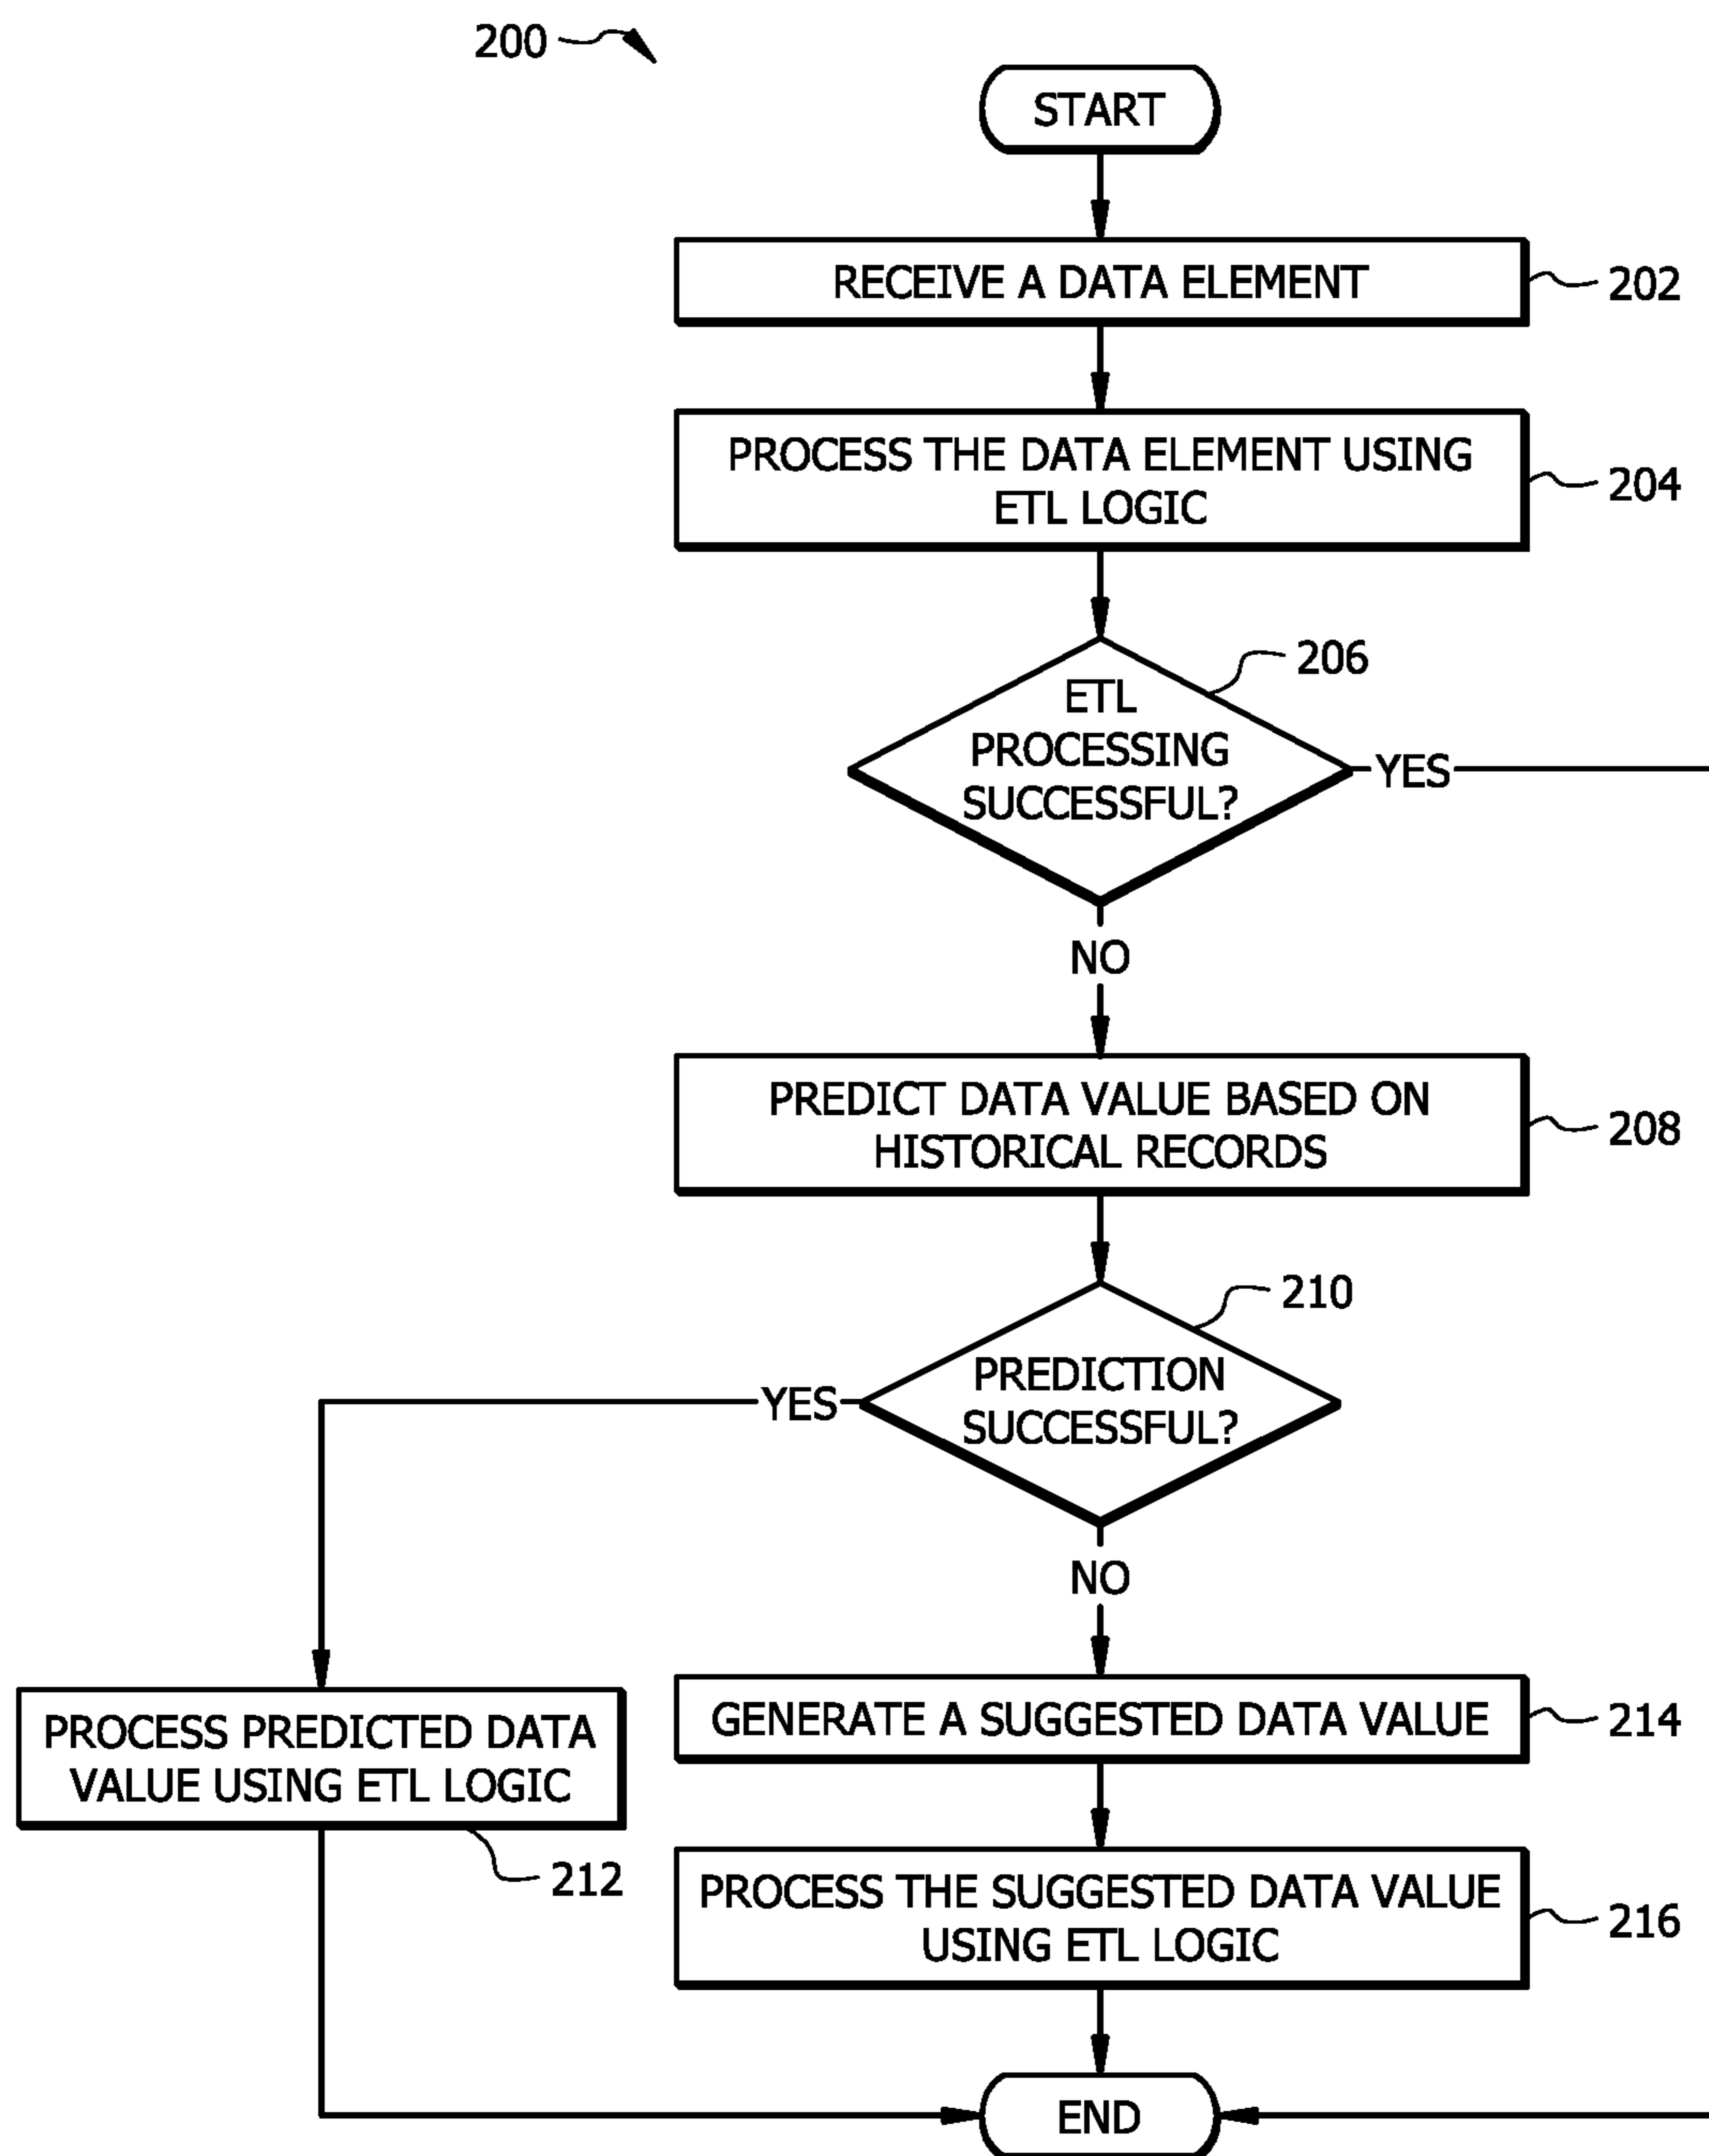 200
START
RECEIVE A DATA ELEMENT
202
PROCESS THE DATA ELEMENT USING
ETL LOGIC
204
206
ETL
PROCESSING
SUCCESSFUL?
YES
NO
PREDICT DATA VALUE BASED ON
HISTORICAL RECORDS
208
210
PREDICTION
SUCCESSFUL?
YES
NO
PROCESS PREDICTED DATA
VALUE USING ETL LOGIC
212
GENERATE A SUGGESTED DATA VALUE
214
PROCESS THE SUGGESTED DATA VALUE
USING ETL LOGIC
216
END